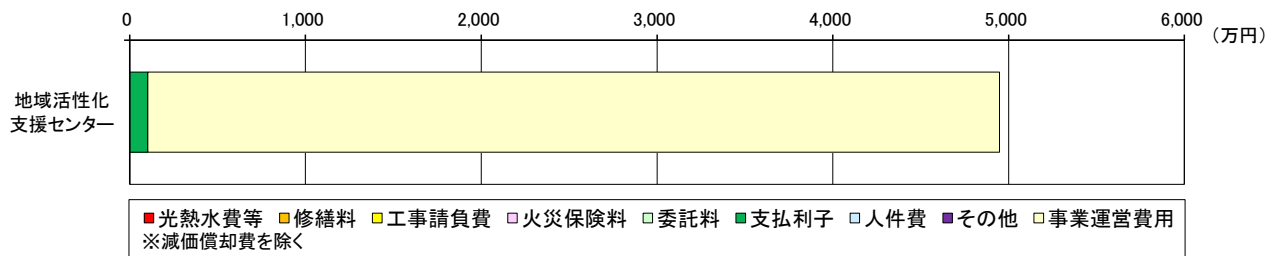 0 1,000 2,000 3,000 4,000 5,000 6,000
（万円）
地域活性化
支援センター
■光熱水費等 ■修繕料 ■工事請負費 ■火災保険料 ■委託料 ■支払利子 ■人件費 ■その他 ■事業運営費用
※減価償却費を除く